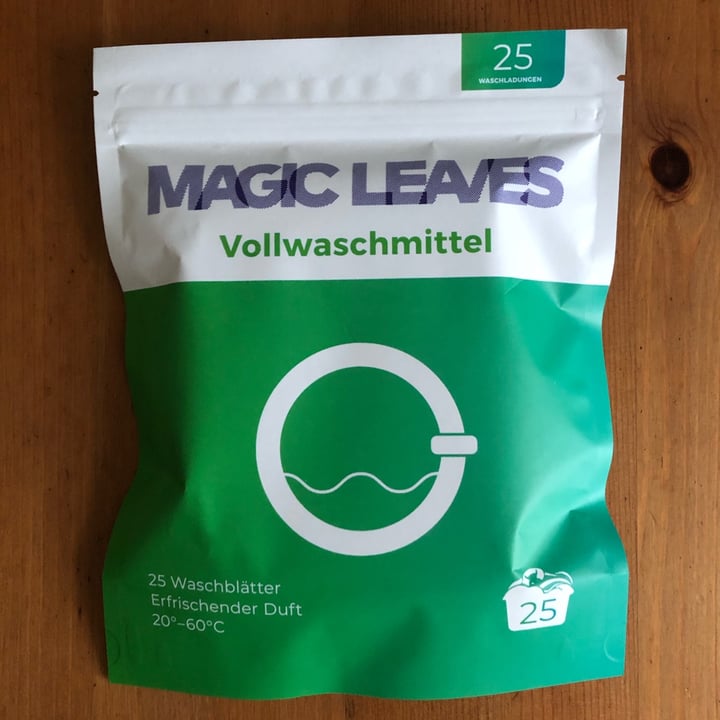 25
WASCHLADUNGEN
MAGIC LEAVES
Vollwaschmittel
25 Waschblätter
Erfrischender Duft
20°–60°C
25